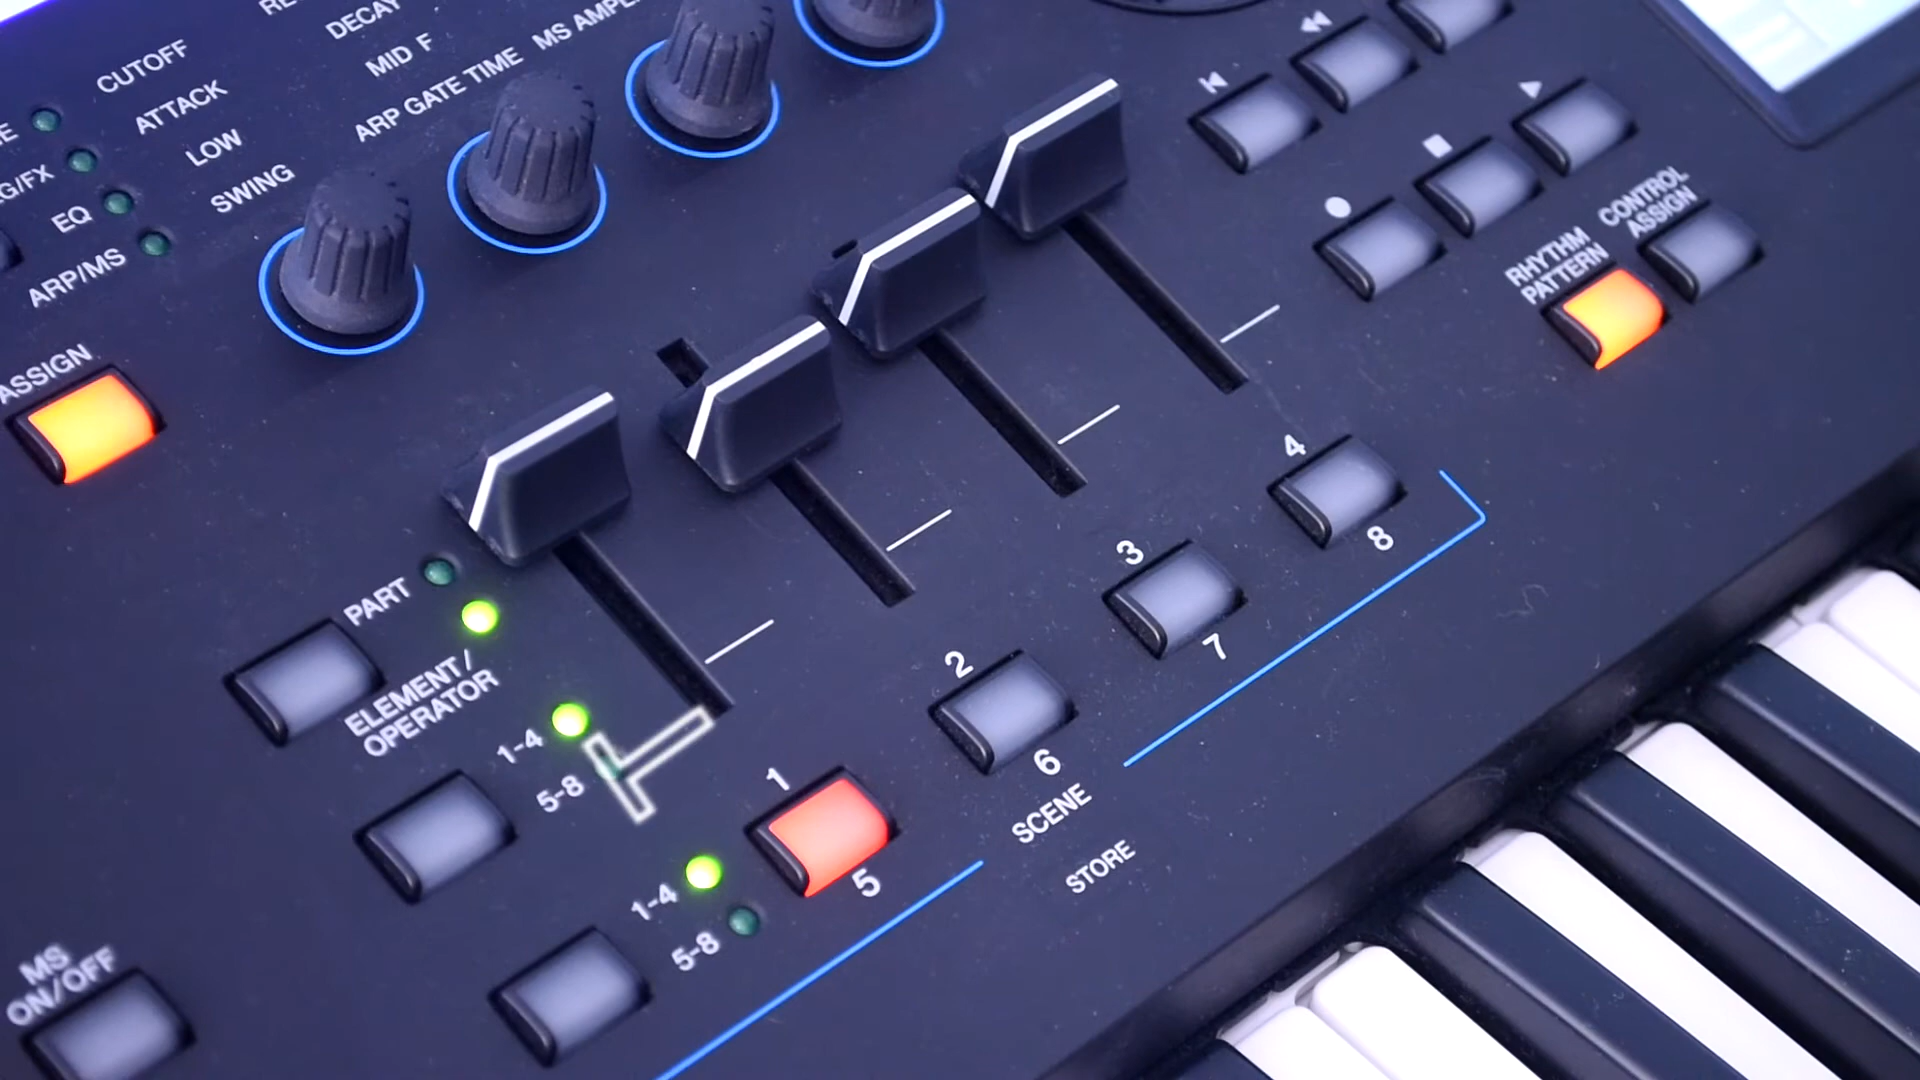 CUTOFF
DECAY
ATTACK
MID F
MS AMPL
LOW
ARP GATE TIME
SWING
G/FX
EQ
ARP/MS
ASSIGN
CONTROL
ASSIGN
RHYTHM
PATTERN
PART
ELEMENT/
OPERATOR
1-4
5-8
1-4
5-8
1
5
2
6
3
7
4
8
SCENE
STORE
MS
ON/OFF